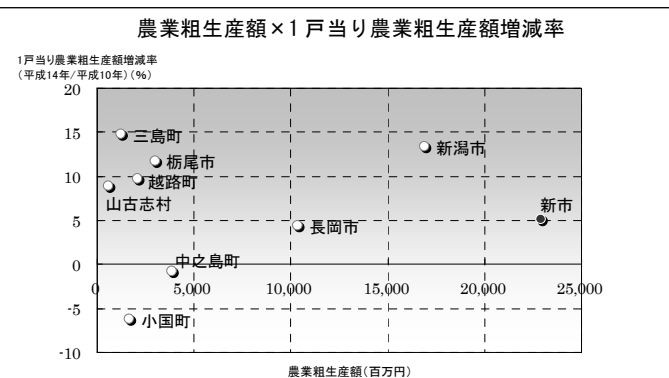 農業粗生産額×1戸当り農業粗生産額増減率
1戸当り農業粗生産額増減率
(平成14年/平成10年)(%)
20
15
10
5
0
-5
-10
三島町
栃尾市
越路町
山古志村
新潟市
新市
長岡市
中之島町
小国町
0
5,000
10,000
15,000
20,000
25,000
農業粗生産額(百万円)